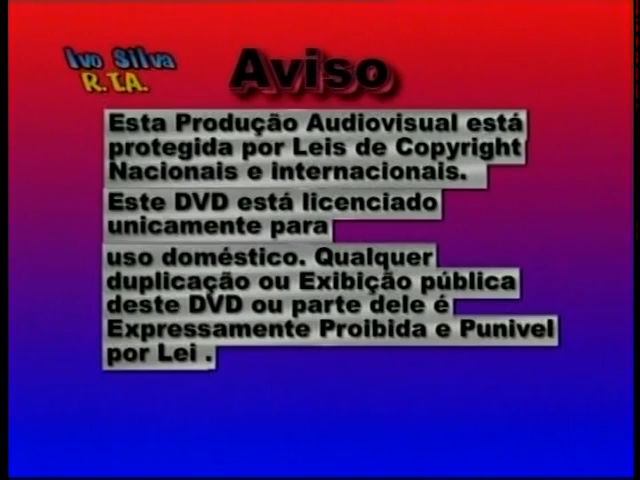 Ivo Silva
R.T.A.
Aviso
Esta Produção Audiovisual está
protegida por Leis de Copyright
Nacionais e internacionais.
Este DVD está licenciado
unicamente para
uso doméstico. Qualquer
duplicação ou Exibição pública
deste DVD ou parte dele é
Expressamente Proibida e Punivel
por Lei .